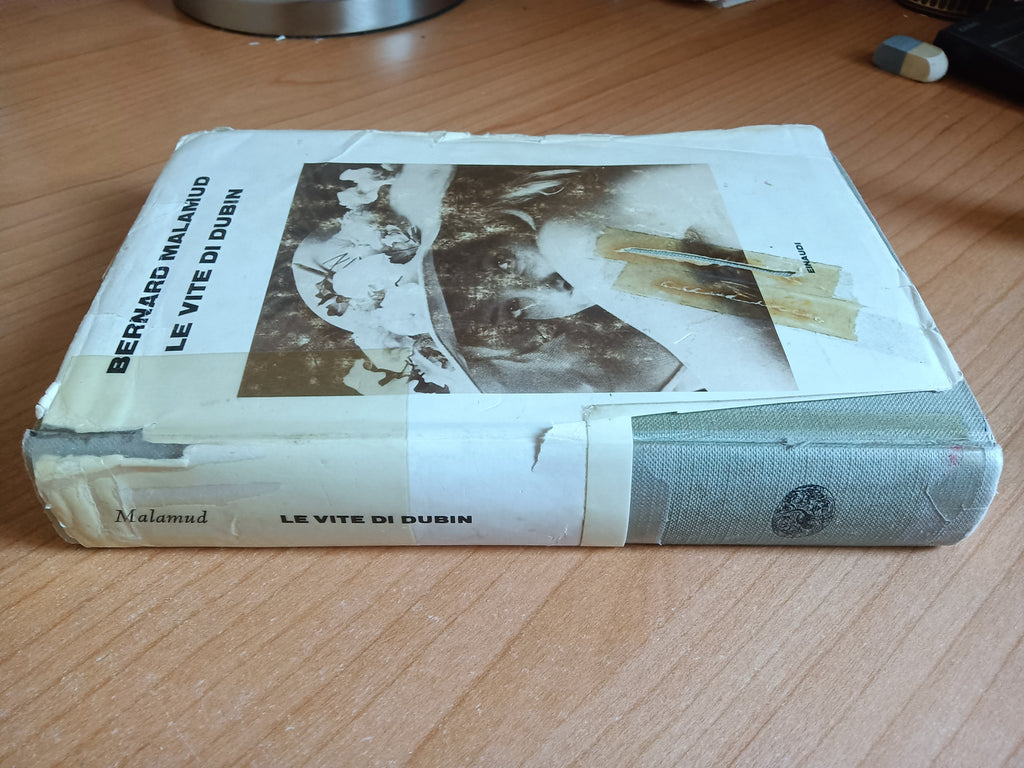 BERNARD MALAMUD
LE VITE DI DUBIN
EINAUDI
Malamud
LE VITE DI DUBIN